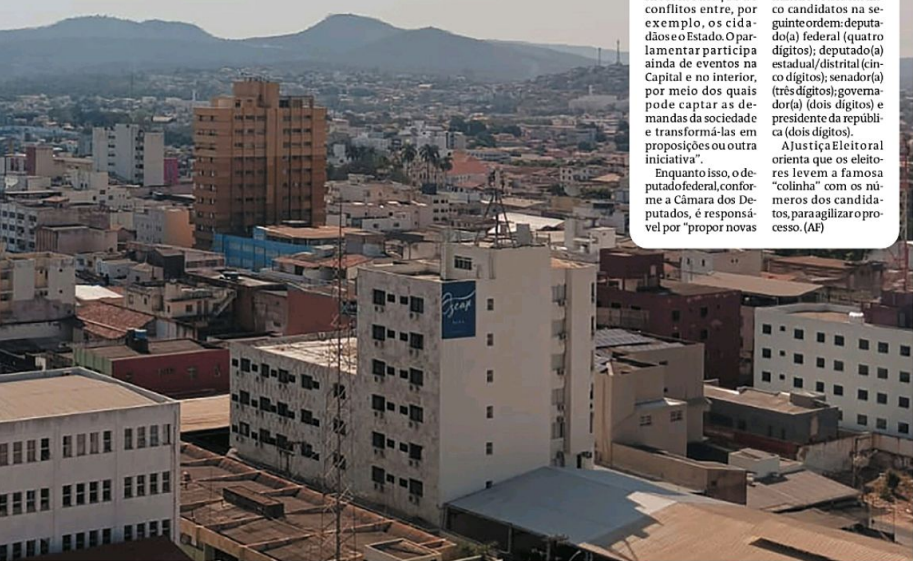 conflitos entre, por
exemplo, os cida-
dãos e o Estado. O par-
lamentar participa
ainda de eventos na
Capital e no interior,
por meio dos quais
pode captar as de-
mandas da sociedade
e transformá-las em
proposições ou outra
iniciativa”.
Enquanto isso, o de-
putado federal, confor-
me a Câmara dos De-
putados, é responsá-
vel por “propor novas
co candidatos na se-
guinte ordem: deputa-
do(a) federal (quatro
dígitos); deputado(a)
estadual/distrital (cin-
co dígitos); senador(a)
(três dígitos); governa-
dor(a) (dois dígitos) e
presidente da repúbli-
ca (dois dígitos).
A Justiça Eleitoral
orienta que os eleito-
res levem a famosa
“colinha” com os nú-
meros dos candida-
tos, para agilizar o pro-
cesso. (AF)